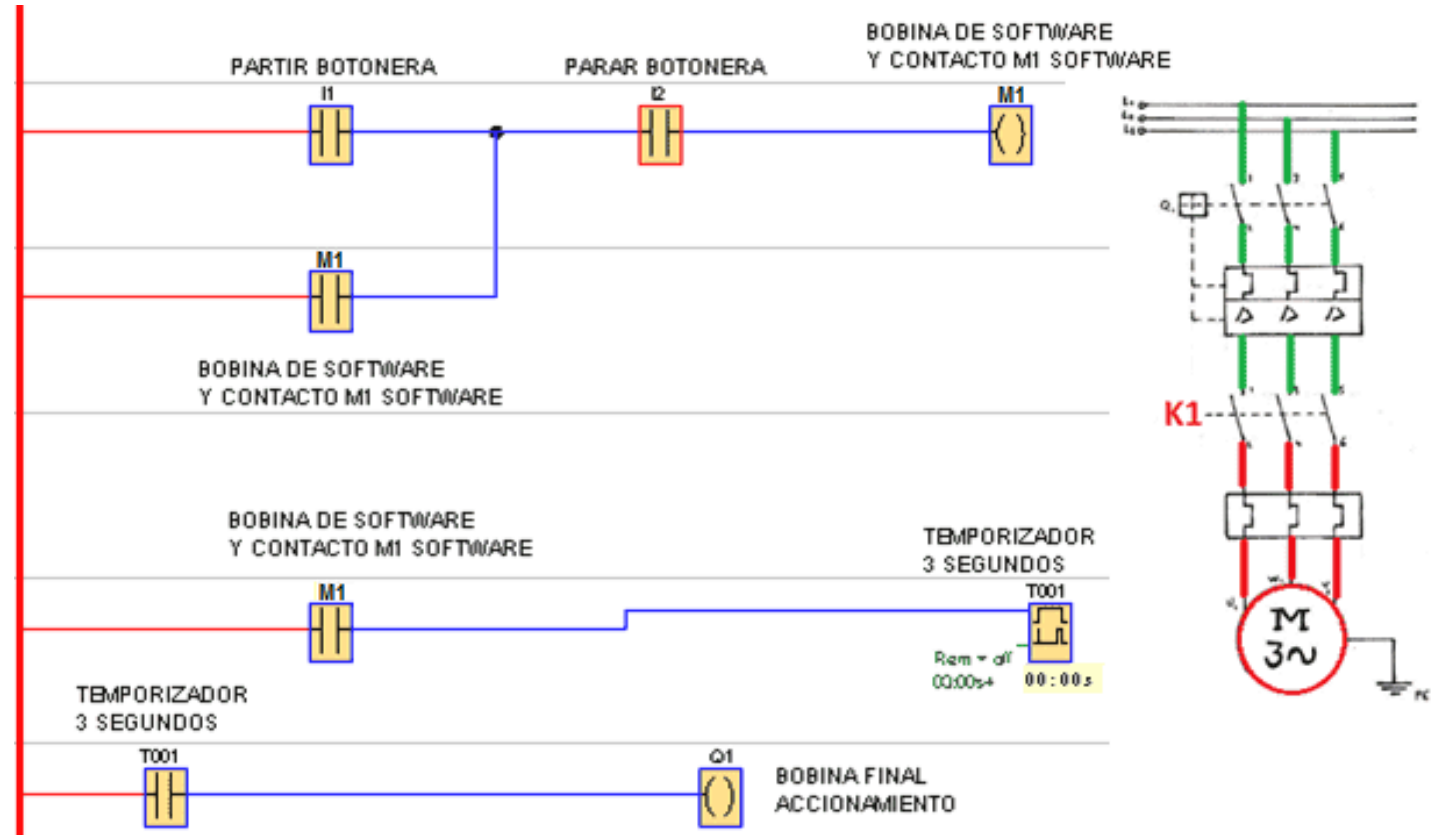 BOBINA DE SOFTWARE
Y CONTACTO M1 SOFTWARE
PARTIR BOTONERA
PARAR BOTONERA
I1
I2
M1
M1
BOBINA DE SOFTWARE
Y CONTACTO M1 SOFTWARE
K1
BOBINA DE SOFTWARE
Y CONTACTO M1 SOFTWARE
TEMPORIZADOR
3 SEGUNDOS
M1
T001
Rem = off
00:00s+
00:00s
TEMPORIZADOR
3 SEGUNDOS
T001
Q1
BOBINA FINAL
ACCIONAMIENTO
M
3~
PE